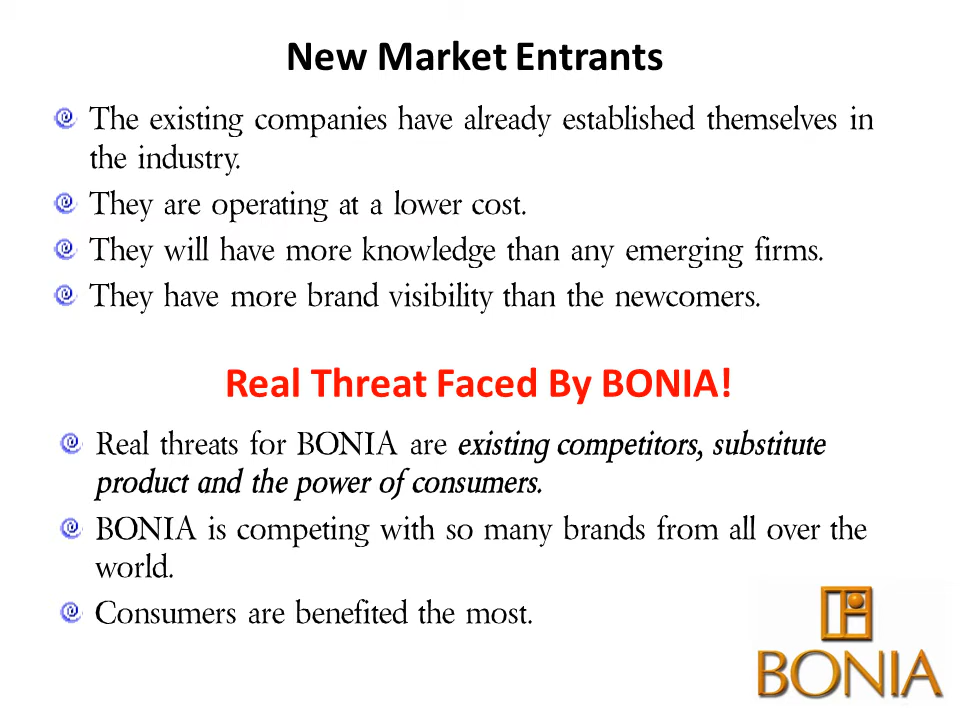 New Market Entrants
The existing companies have already established themselves in
the industry.
They are operating at a lower cost.
They will have more knowledge than any emerging firms.
They have more brand visibility than the newcomers.
Real Threat Faced By BONIA!
Real threats for BONIA are existing competitors, substitute
product and the power of consumers.
BONIA is competing with so many brands from all over the
world.
Consumers are benefited the most.
BONIA